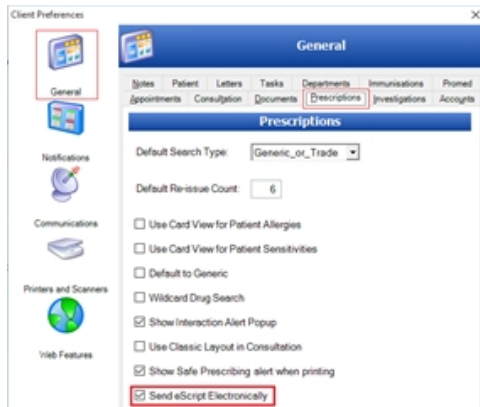 Client Preferences
General
General
Notes Patient Letters Tasks Departments Immunisations Promed
Appointments Consultation Documents Prescriptions Investigations Accounts
Prescriptions
Notifications
Communications
Printers and Scanners
Web Features
Default Search Type: Generic_or_Trade
Default Re-issue Count: 6
Use Card View for Patient Allergies
Use Card View for Patient Sensitivities
Default to Generic
Wildcard Drug Search
Show Interaction Alert Popup
Use Classic Layout in Consultation
Show Safe Prescribing alert when printing
Send eScript Electronically